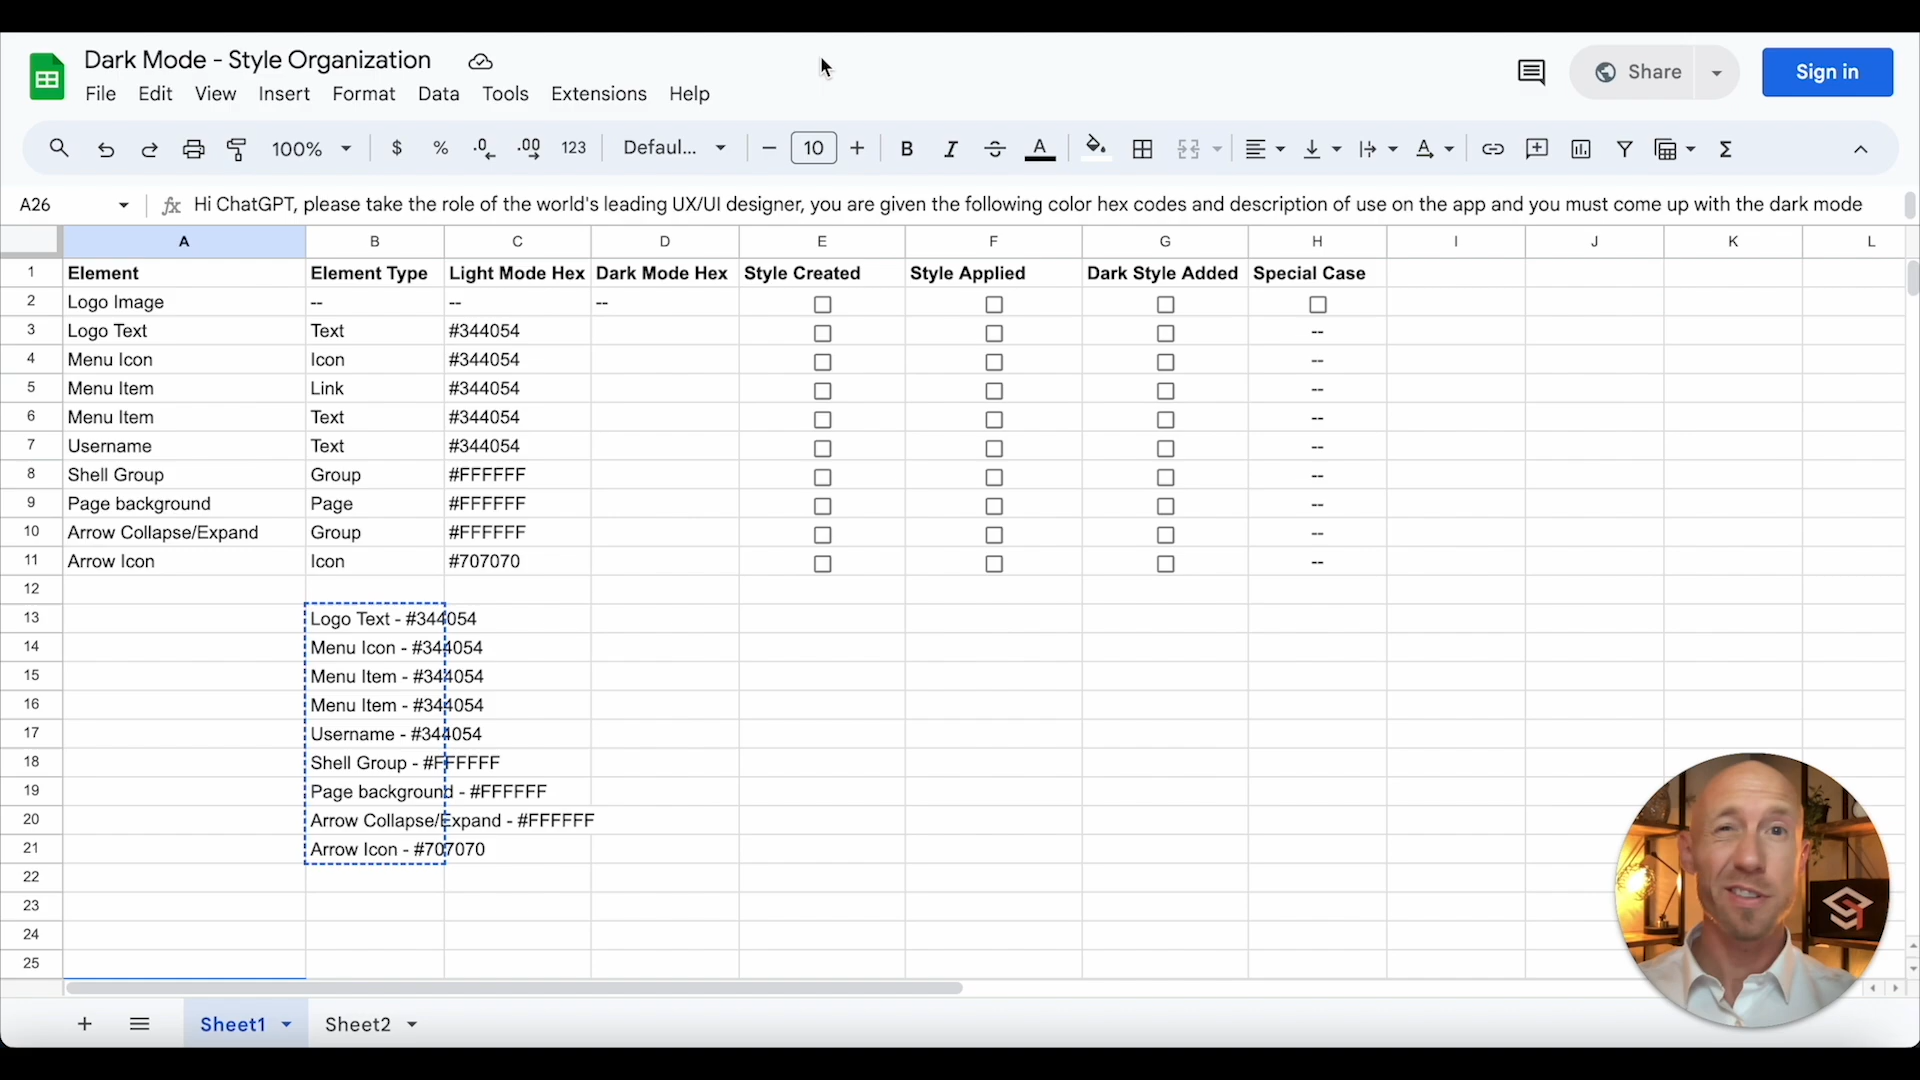 Dark Mode - Style Organization
File Edit View Insert Format Data Tools Extensions Help
Share
Sign in
100% $ % .0 .00 123 Defaul... 10 B I A Σ
A26 fx Hi ChatGPT, please take the role of the world's leading UX/UI designer, you are given the following color hex codes and description of use on the app and you must come up with the dark mode
A B C D E F G H I J K L
1 Element Element Type Light Mode Hex Dark Mode Hex Style Created Style Applied Dark Style Added Special Case
2 Logo Image -- -- --
3 Logo Text Text #344054 --
4 Menu Icon Icon #344054 --
5 Menu Item Link #344054 --
6 Menu Item Text #344054 --
7 Username Text #344054 --
8 Shell Group Group #FFFFFF --
9 Page background Page #FFFFFF --
10 Arrow Collapse/Expand Group #FFFFFF --
11 Arrow Icon Icon #707070 --
12
13 Logo Text - #344054
14 Menu Icon - #344054
15 Menu Item - #344054
16 Menu Item - #344054
17 Username - #344054
18 Shell Group - #FFFFFF
19 Page background - #FFFFFF
20 Arrow Collapse/Expand - #FFFFFF
21 Arrow Icon - #707070
22
23
24
25
Sheet1 Sheet2